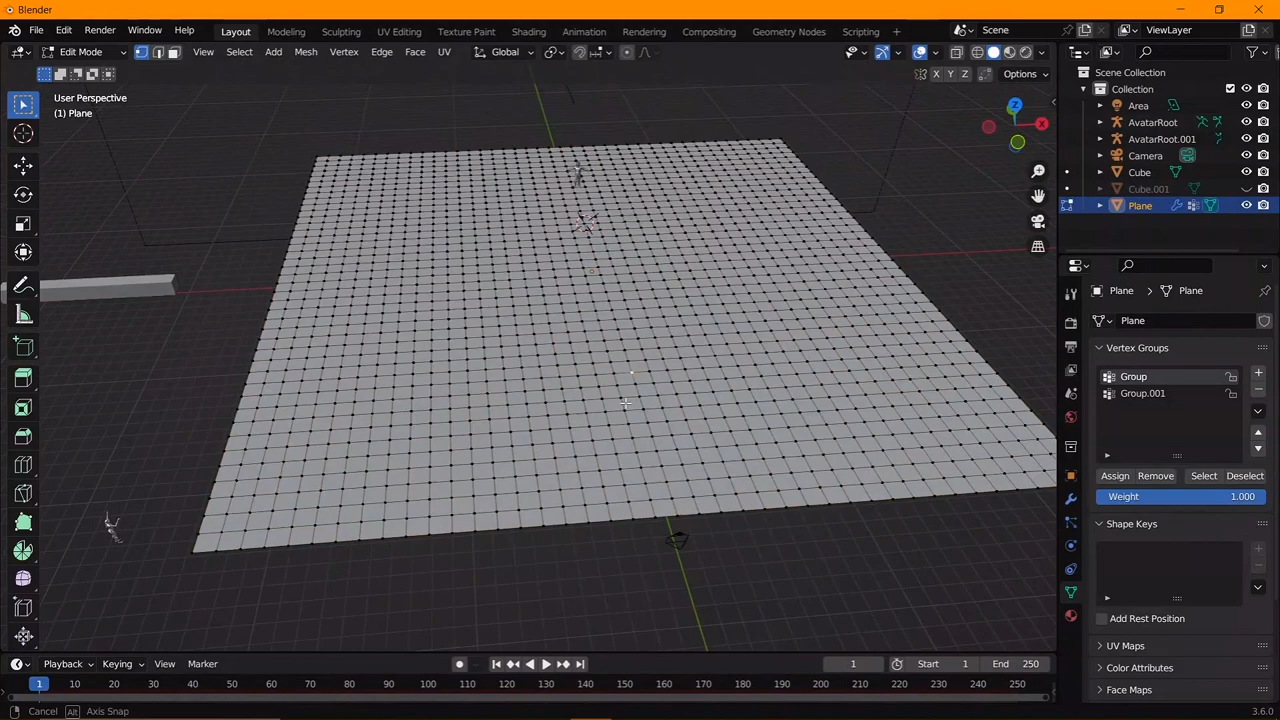 Blender
File Edit Render Window Help Layout Modeling Sculpting UV Editing Texture Paint Shading Animation Rendering Compositing Geometry Nodes Scripting + Scene ViewLayer
Edit Mode View Select Add Mesh Vertex Edge Face UV Global
X Y Z Options
User Perspective
(1) Plane
Z
X
Scene Collection
Collection
Area
AvatarRoot
AvatarRoot.001
Camera
Cube
Cube.001
Plane
Plane > Plane
Plane
Vertex Groups
Group
Group.001
Assign Remove Select Deselect
Weight 1.000
Shape Keys
Add Rest Position
UV Maps
Color Attributes
Face Maps
Playback Keying View Marker 1 Start 1 End 250
1 10 20 30 40 50 60 70 80 90 100 110 120 130 140 150 160 170 180 190 200 210 220 230 240 250
Cancel Alt Axis Snap 3.6.0